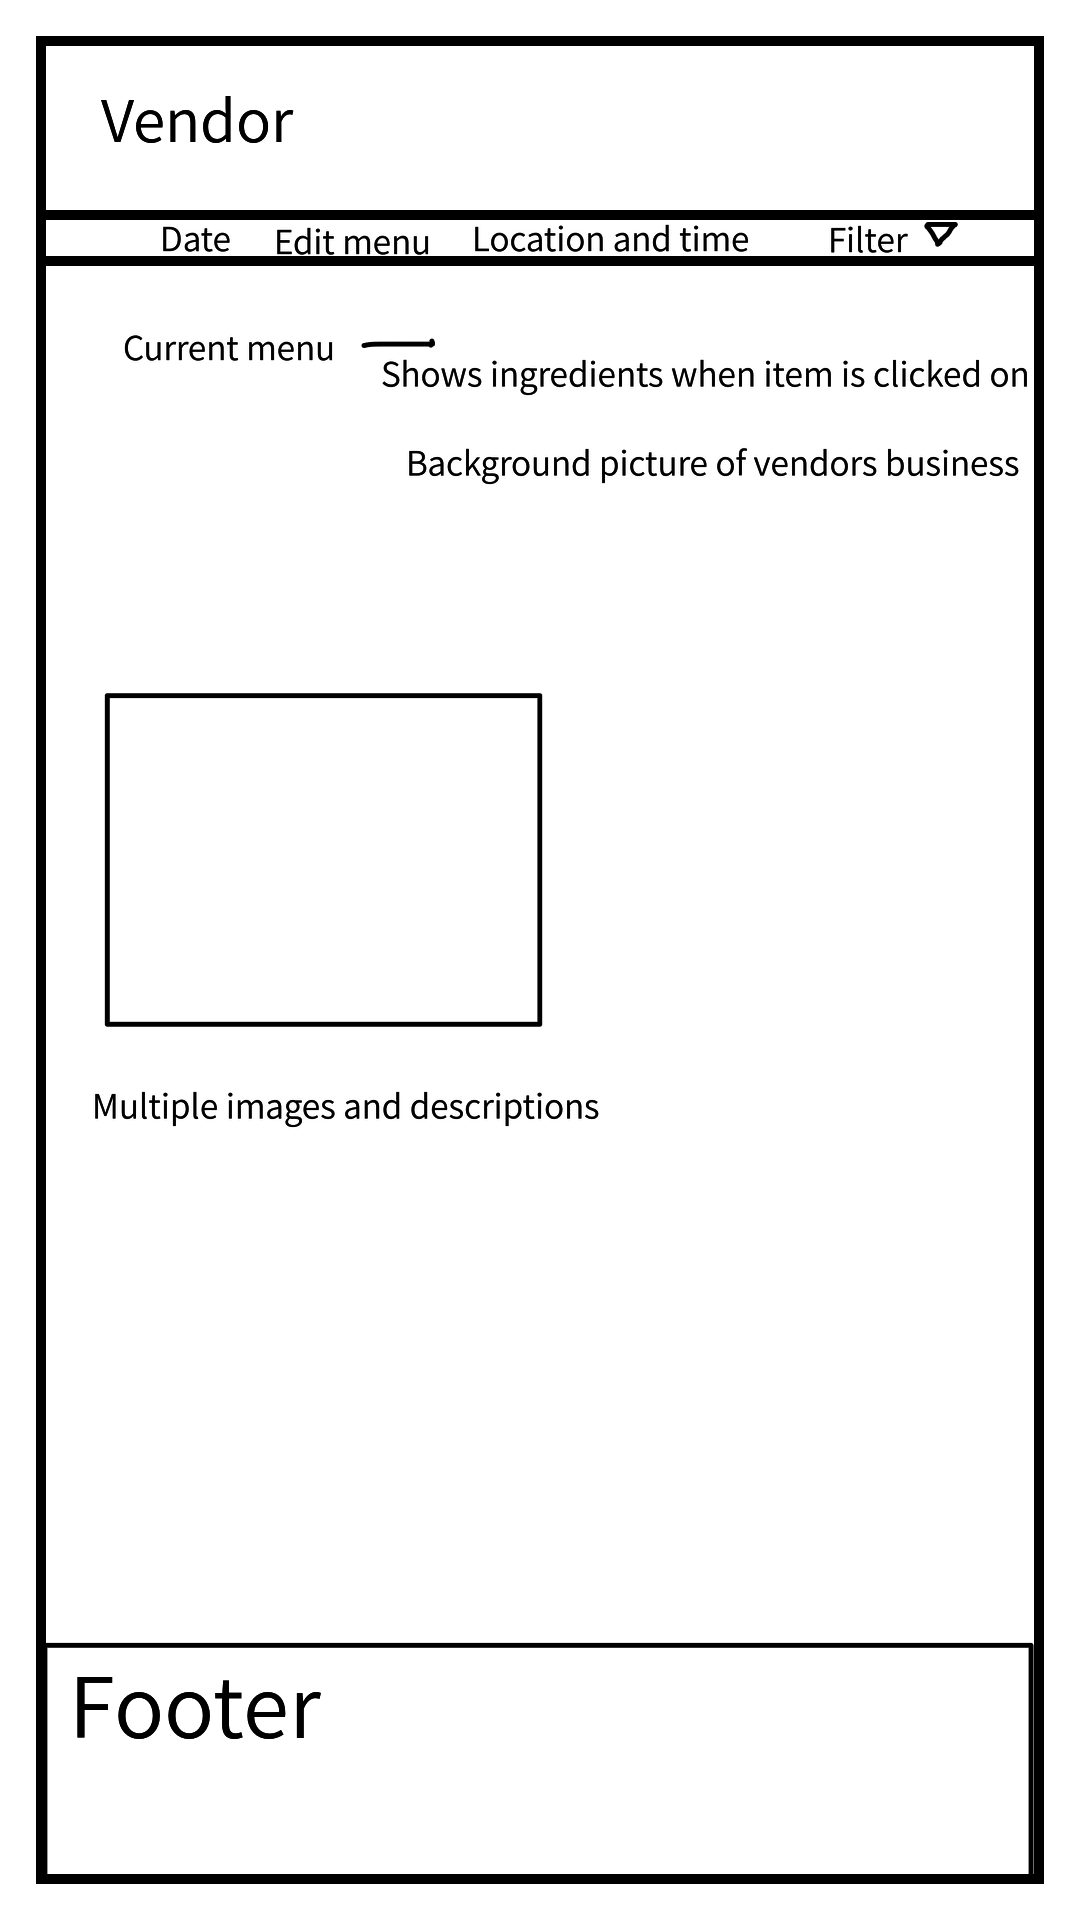 Vendor
Date Edit menu Location and time Filter
Current menu
Shows ingredients when item is clicked on
Background picture of vendors business
Multiple images and descriptions
Footer